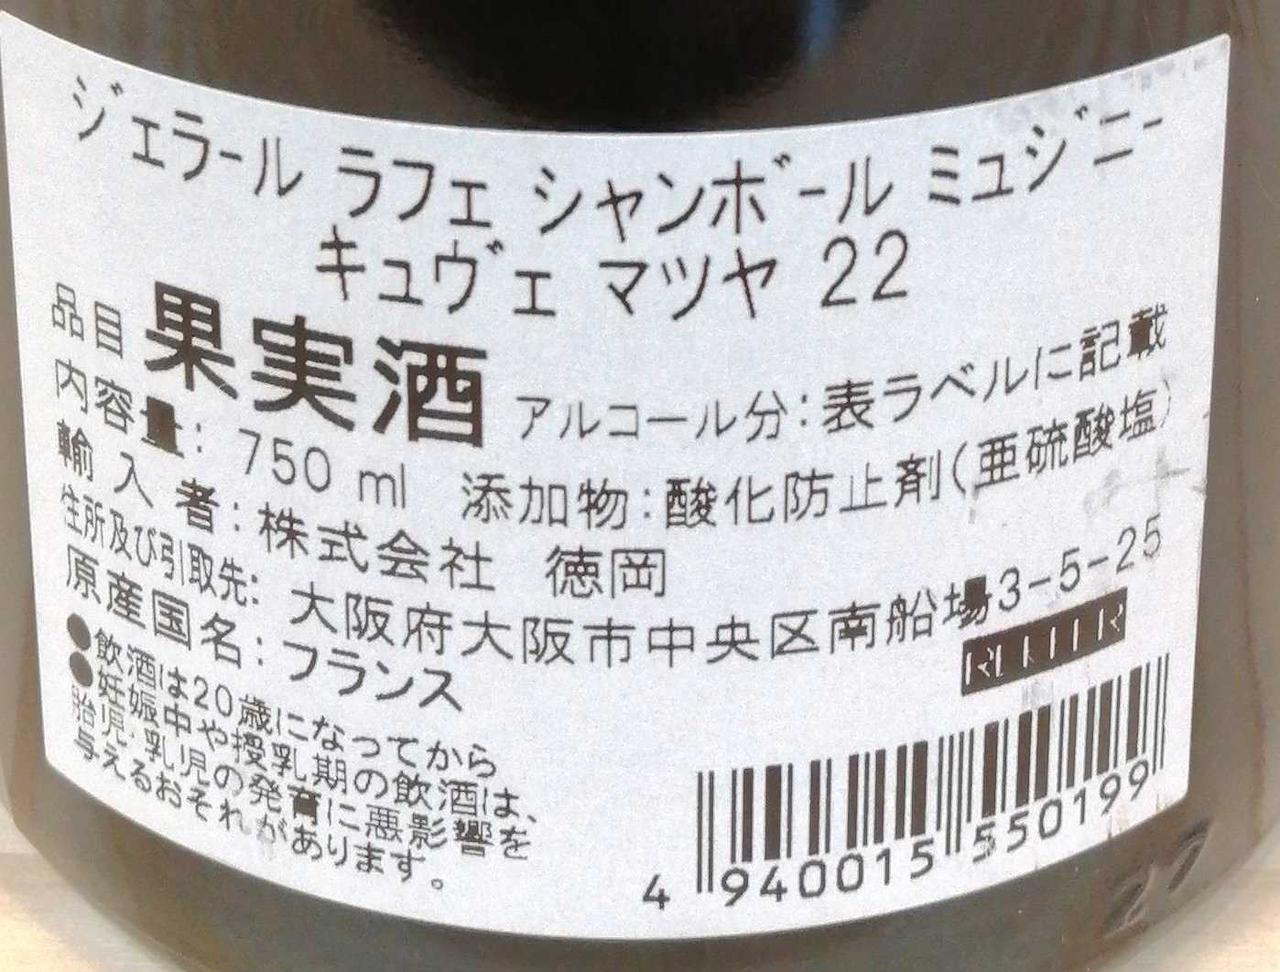 ジェラール ラフェ シャンボール ミュジニー
キュヴェ マツヤ 22
品目 果実酒 アルコール分:表ラベルに記載
内容量: 750 ml 添加物:酸化防止剤(亜硫酸塩)
輸入者:株式会社 徳岡
住所及び引取先: 大阪府大阪市中央区南船場3-5-25
原産国名:フランス
●飲酒は20歳になってから
●妊娠中や授乳期の飲酒は、
胎児・乳児の発育に悪影響を
与えるおそれがあります。
4 940015 550199